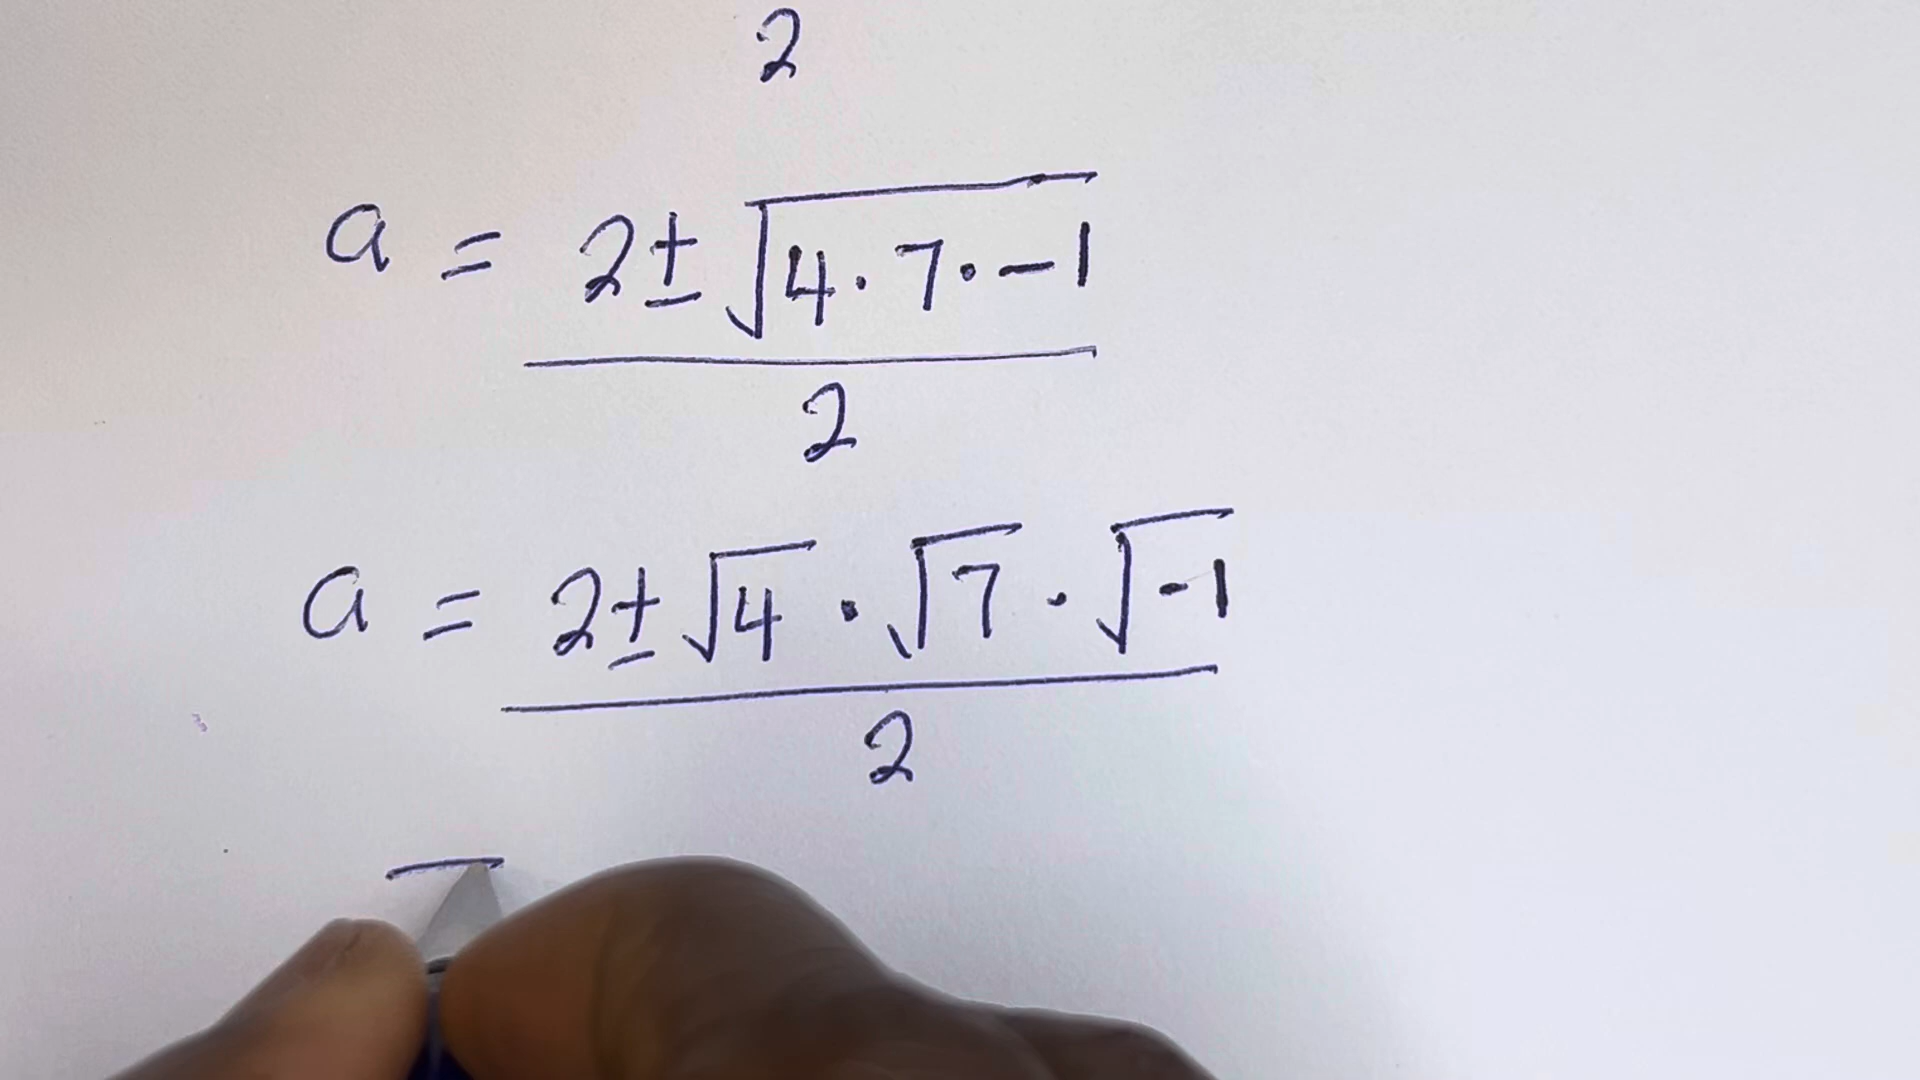 2
a = 2 ± √4 · 7 · -1
2
a = 2 ± √4 · √7 · √-1
2